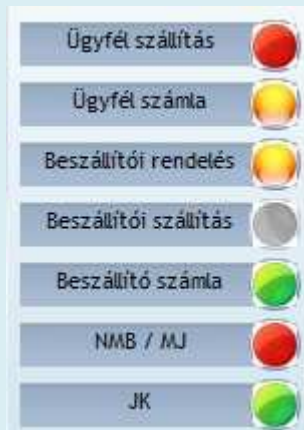 Ügyfél szállítás
Ügyfél számla
Beszállítói rendelés
Beszállítói szállítás
Beszállító számla
NMB / MJ
JK